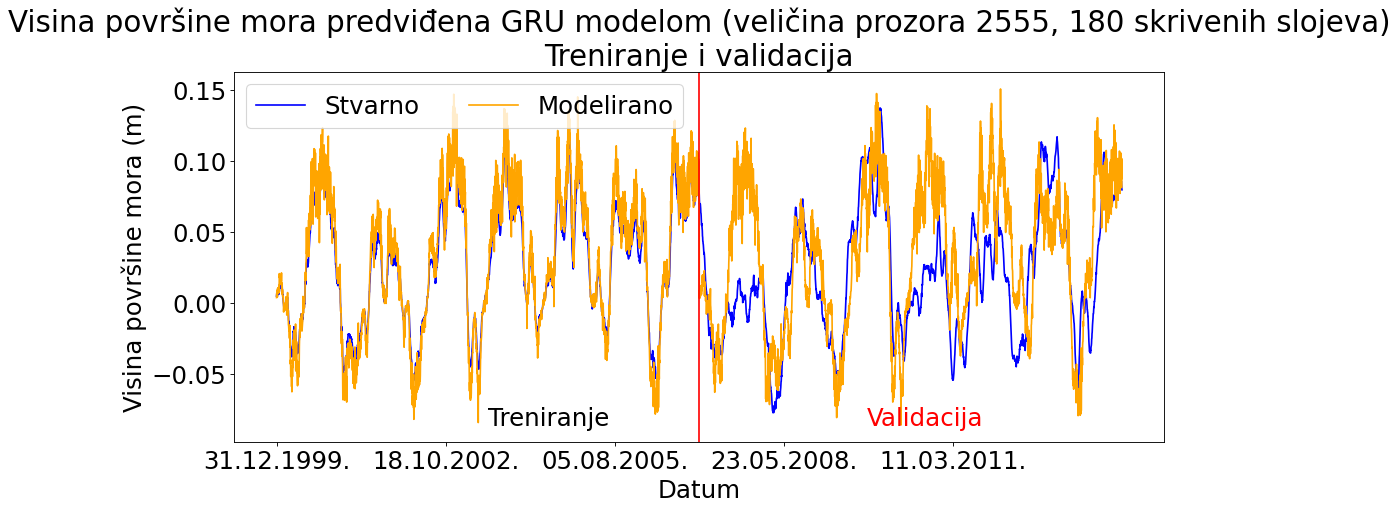 Visina površine mora predviđena GRU modelom (veličina prozora 2555, 180 skrivenih slojeva)
Treniranje i validacija
Stvarno
Modelirano
Visina površine mora (m)
0.15
0.10
0.05
0.00
−0.05
Treniranje
Validacija
31.12.1999.
18.10.2002.
05.08.2005.
23.05.2008.
11.03.2011.
Datum